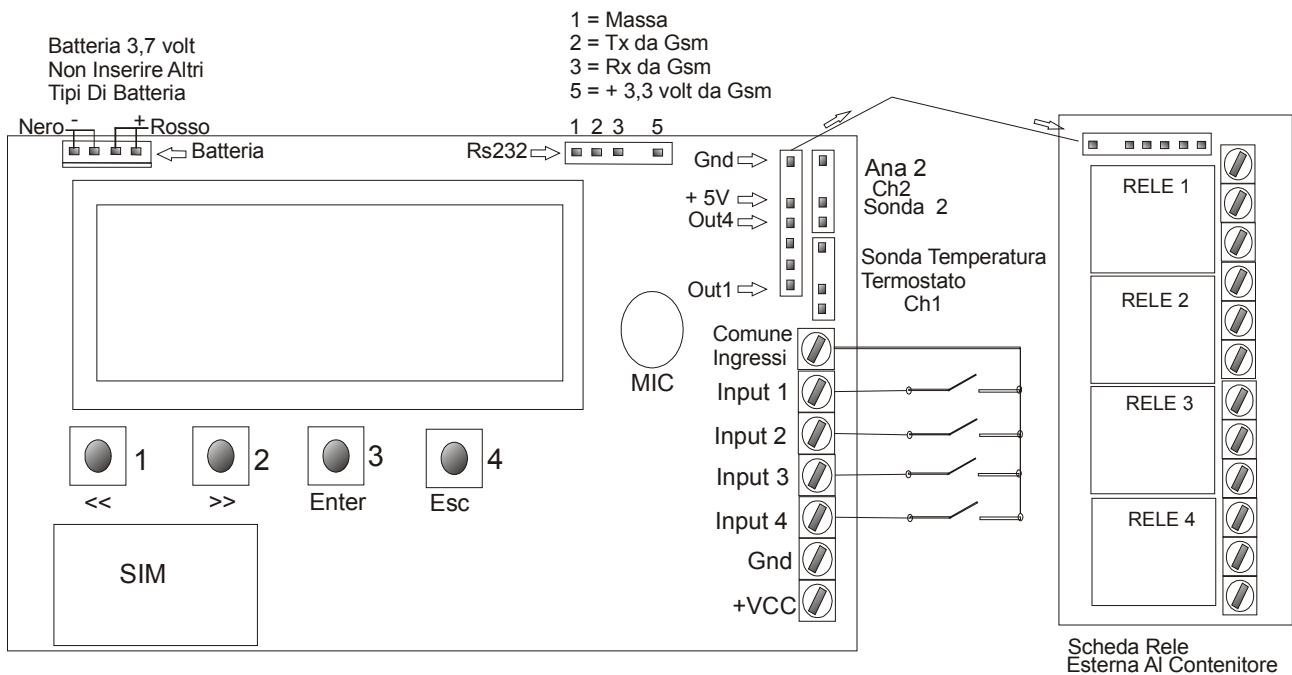 1 = Massa
2 = Tx da Gsm
3 = Rx da Gsm
5 = + 3,3 volt da Gsm
Batteria 3,7 volt
Non Inserire Altri
Tipi Di Batteria
Nero - + Rosso
Batteria
Rs232
1 2 3 5
Gnd
+ 5V
Out4
Out1
Ana 2
Ch2
Sonda 2
Sonda Temperatura
Termostato
Ch1
MIC
Comune
Ingressi
Input 1
Input 2
Input 3
Input 4
Gnd
+VCC
1
<<
2
>>
3
Enter
4
Esc
SIM
RELE 1
RELE 2
RELE 3
RELE 4
Scheda Rele
Esterna Al Contenitore